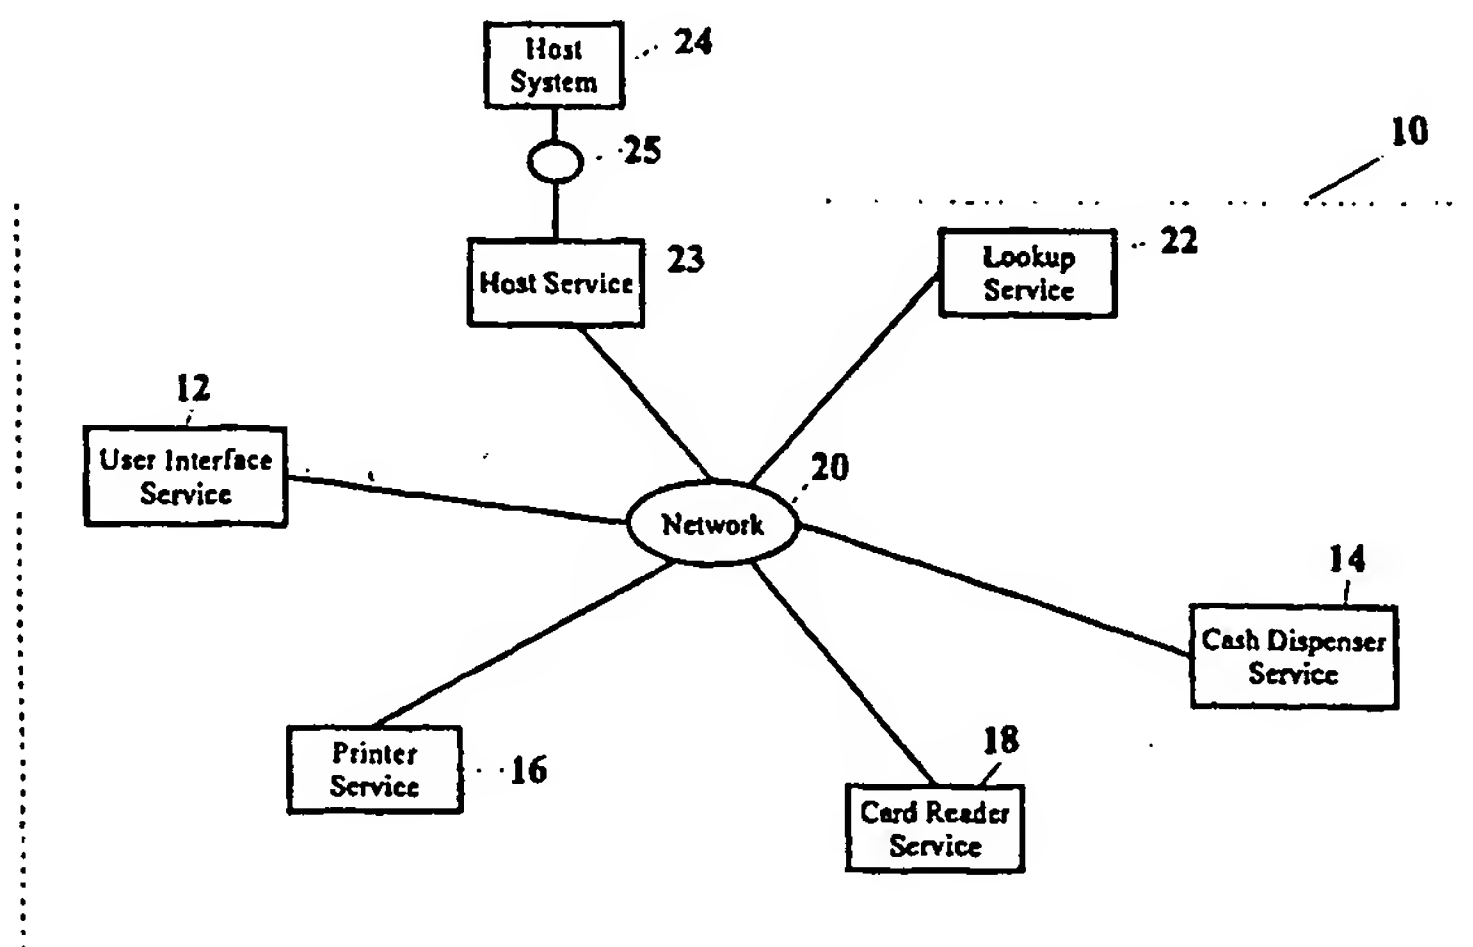 Host
System
24
25
10
Host Service
23
Lookup
Service
22
12
User Interface
Service
20
Network
14
Cash Dispenser
Service
Printer
Service
16
18
Card Reader
Service